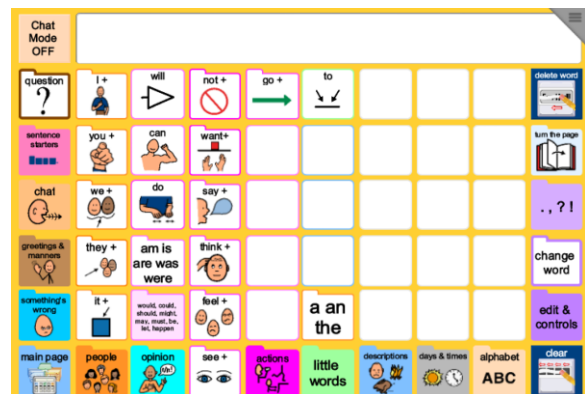 Chat
Mode
OFF
question
?
I +
will
not +
go +
to
delete word
sentence
starters
you +
can
want+
turn the page
chat
we +
do
say +
. , ? !
greetings &
manners
they +
am is
are was
were
think +
change
word
something's
wrong
it +
would, could,
should, might,
may, must, be,
let, happen
feel +
a an
the
edit &
controls
main page
people
opinion
see +
actions
little
words
descriptions
days & times
alphabet
ABC
clear